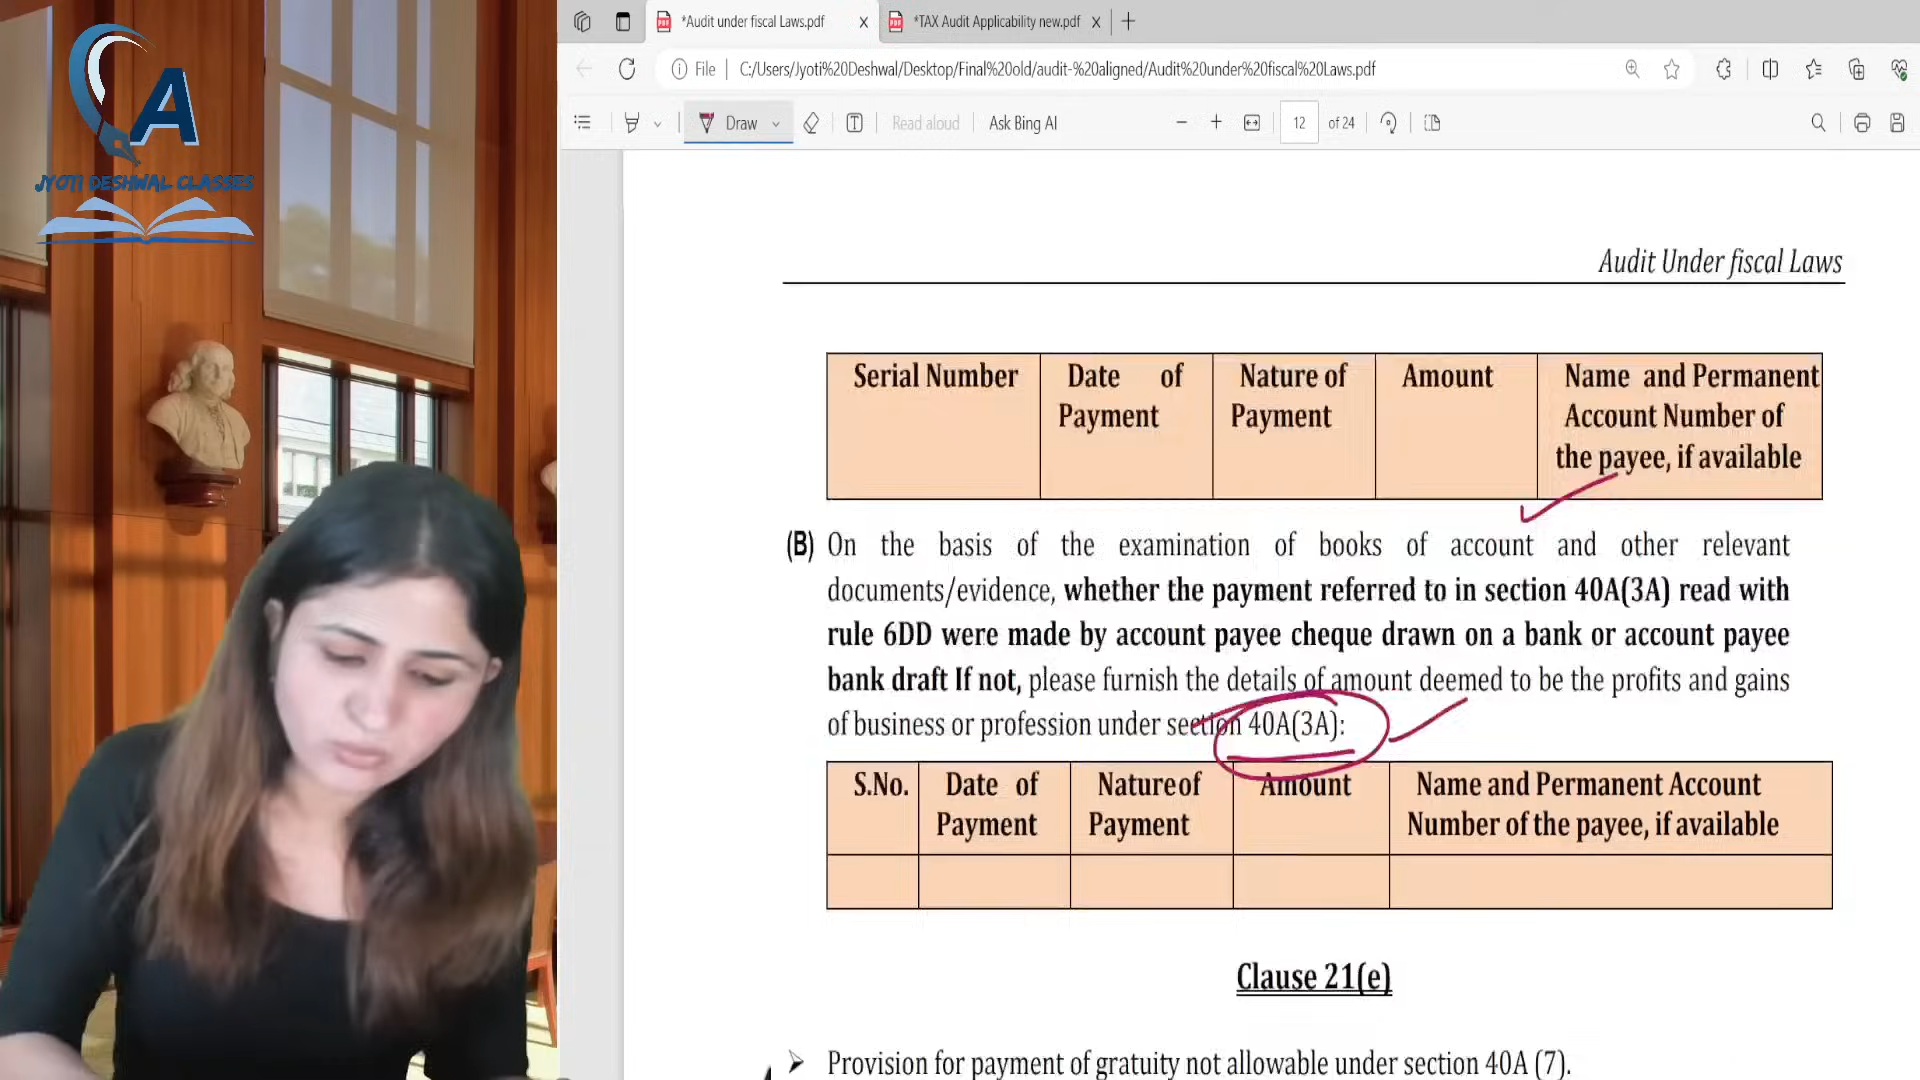 A
JYOTI DESHWAL CLASSES
*Audit under fiscal Laws.pdf
*TAX Audit Applicability new.pdf
File C:/Users/Jyoti%20Deshwal/Desktop/Final%20old/audit-%20aligned/Audit%20under%20fiscal%20Laws.pdf
Draw
Read aloud
Ask Bing AI
12 of 24
Audit Under fiscal Laws
Serial Number
Date of
Payment
Nature of
Payment
Amount
Name and Permanent
Account Number of
the payee, if available
(B) On the basis of the examination of books of account and other relevant
documents/evidence, whether the payment referred to in section 40A(3A) read with
rule 6DD were made by account payee cheque drawn on a bank or account payee
bank draft If not, please furnish the details of amount deemed to be the profits and gains
of business or profession under section 40A(3A):
S.No.
Date of
Payment
Nature of
Payment
Amount
Name and Permanent Account
Number of the payee, if available
Clause 21(e)
➢ Provision for payment of gratuity not allowable under section 40A (7).